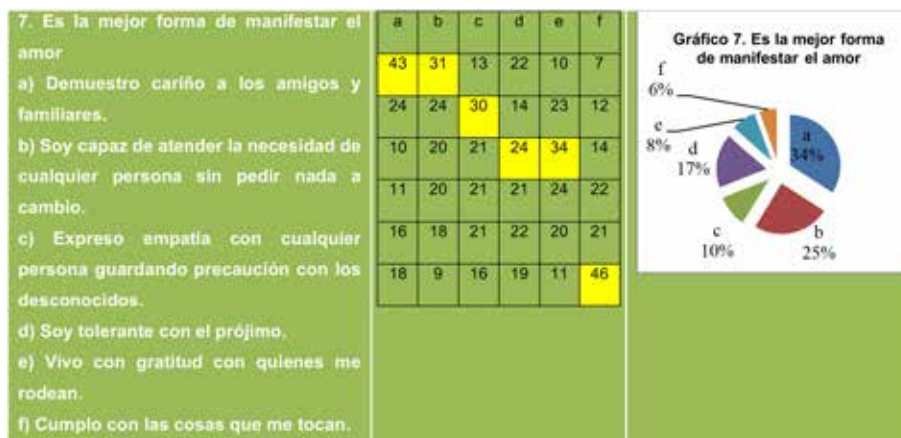 7. Es la mejor forma de manifestar el
amor
a) Demuestro cariño a los amigos y
familiares.
b) Soy capaz de atender la necesidad de
cualquier persona sin pedir nada a
cambio.
c) Expreso empatía con cualquier
persona guardando precaución con los
desconocidos.
d) Soy tolerante con el prójimo.
e) Vivo con gratitud con quienes me
rodean.
f) Cumplo con las cosas que me tocan.
a b c d e f
43 31 13 22 10 7
24 24 30 14 23 12
10 20 21 24 34 14
11 20 21 21 24 22
16 18 21 22 20 21
18 9 16 19 11 46
Gráfico 7. Es la mejor forma
de manifestar el amor
f
6%
e
8%
d
17%
a
34%
c
10%
b
25%